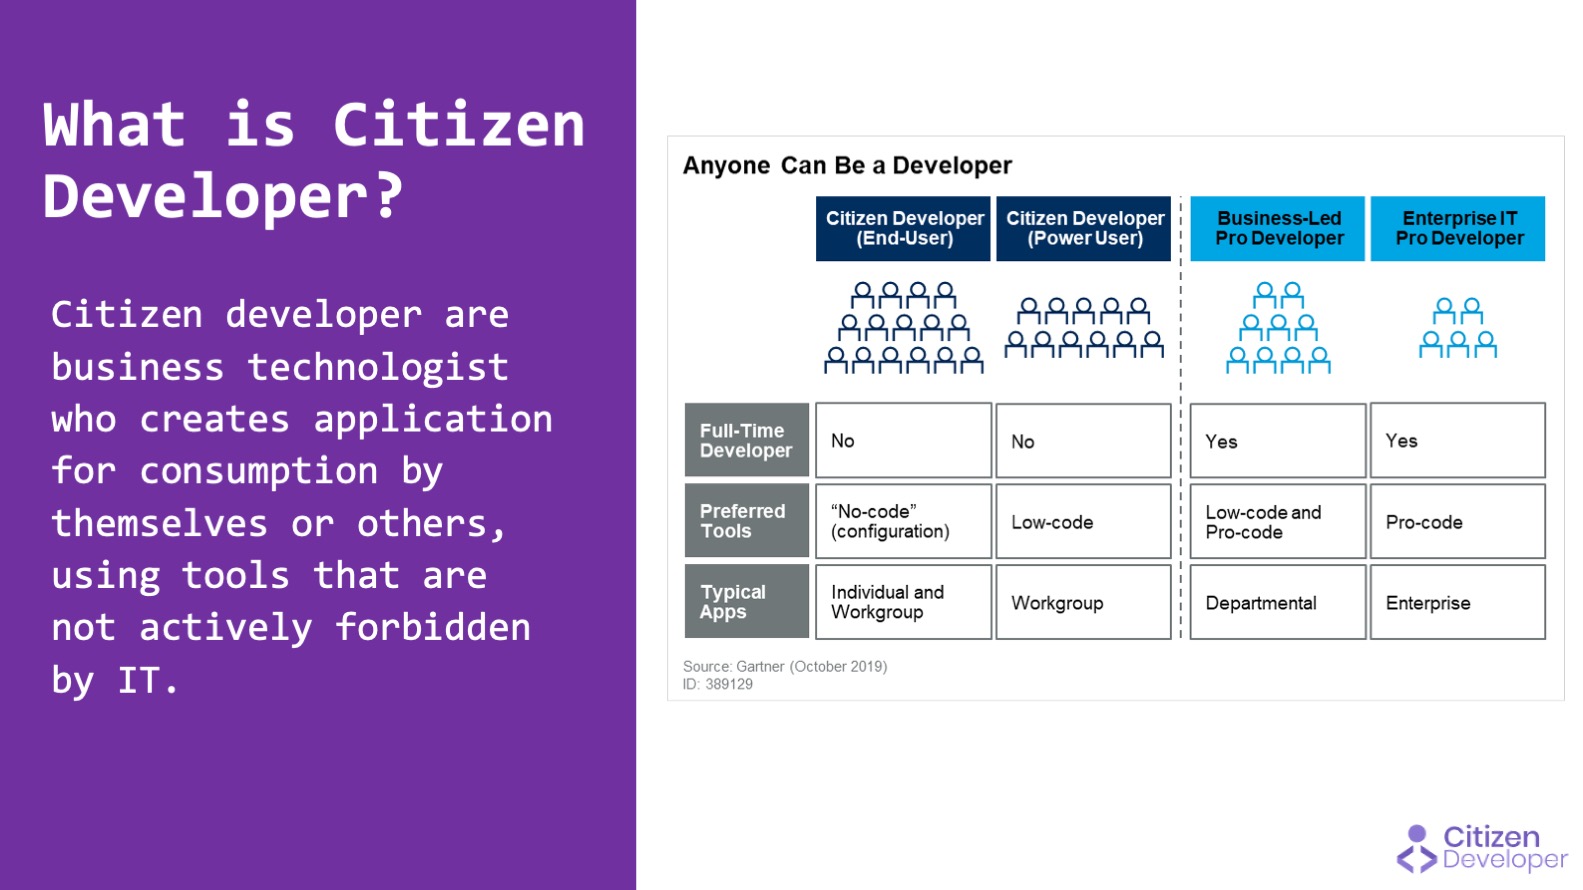 What is Citizen
Developer?
Citizen developer are
business technologist
who creates application
for consumption by
themselves or others,
using tools that are
not actively forbidden
by IT.
Anyone Can Be a Developer
Citizen Developer
(End-User)
Citizen Developer
(Power User)
Business-Led
Pro Developer
Enterprise IT
Pro Developer
Full-Time
Developer
No
No
Yes
Yes
Preferred
Tools
“No-code”
(configuration)
Low-code
Low-code and
Pro-code
Pro-code
Typical
Apps
Individual and
Workgroup
Workgroup
Departmental
Enterprise
Source: Gartner (October 2019)
ID: 389129
Citizen
Developer